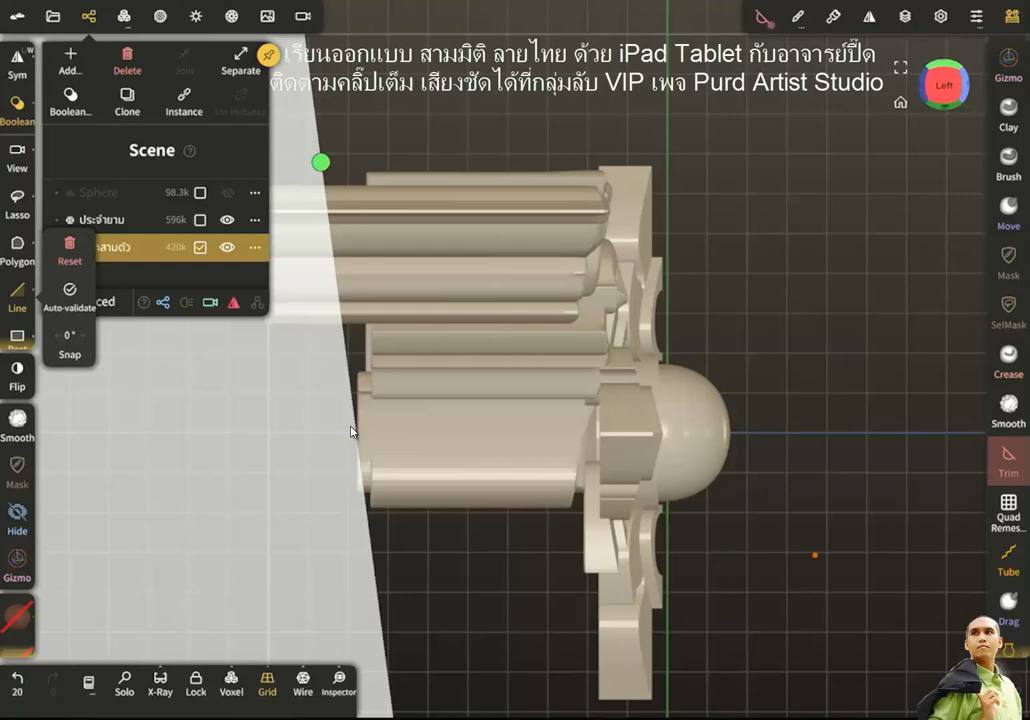 เรียนออกแบบ สามมิติ ลายไทย ด้วย iPad Tablet กับอาจารย์ปี๊ด
ติดตามคลิ๊ปเต็ม เสียงชัดได้ที่กลุ่มลับ VIP เพจ Purd Artist Studio
Left
Sym
Boolean
View
Lasso
Polygon
Line
Flip
Smooth
Mask
Hide
Gizmo
Add...
Delete
Join
Separate
Boolean...
Clone
Instance
Scene
Sphere 98.3k
ประจำยาม 596k
สามตัว 420k
Reset
Auto-validate
0°
Snap
Gizmo
Clay
Brush
Move
Mask
SelMask
Crease
Smooth
Trim
Quad
Remes...
Tube
Drag
20
0
Solo
X-Ray
Lock
Voxel
Grid
Wire
Inspector